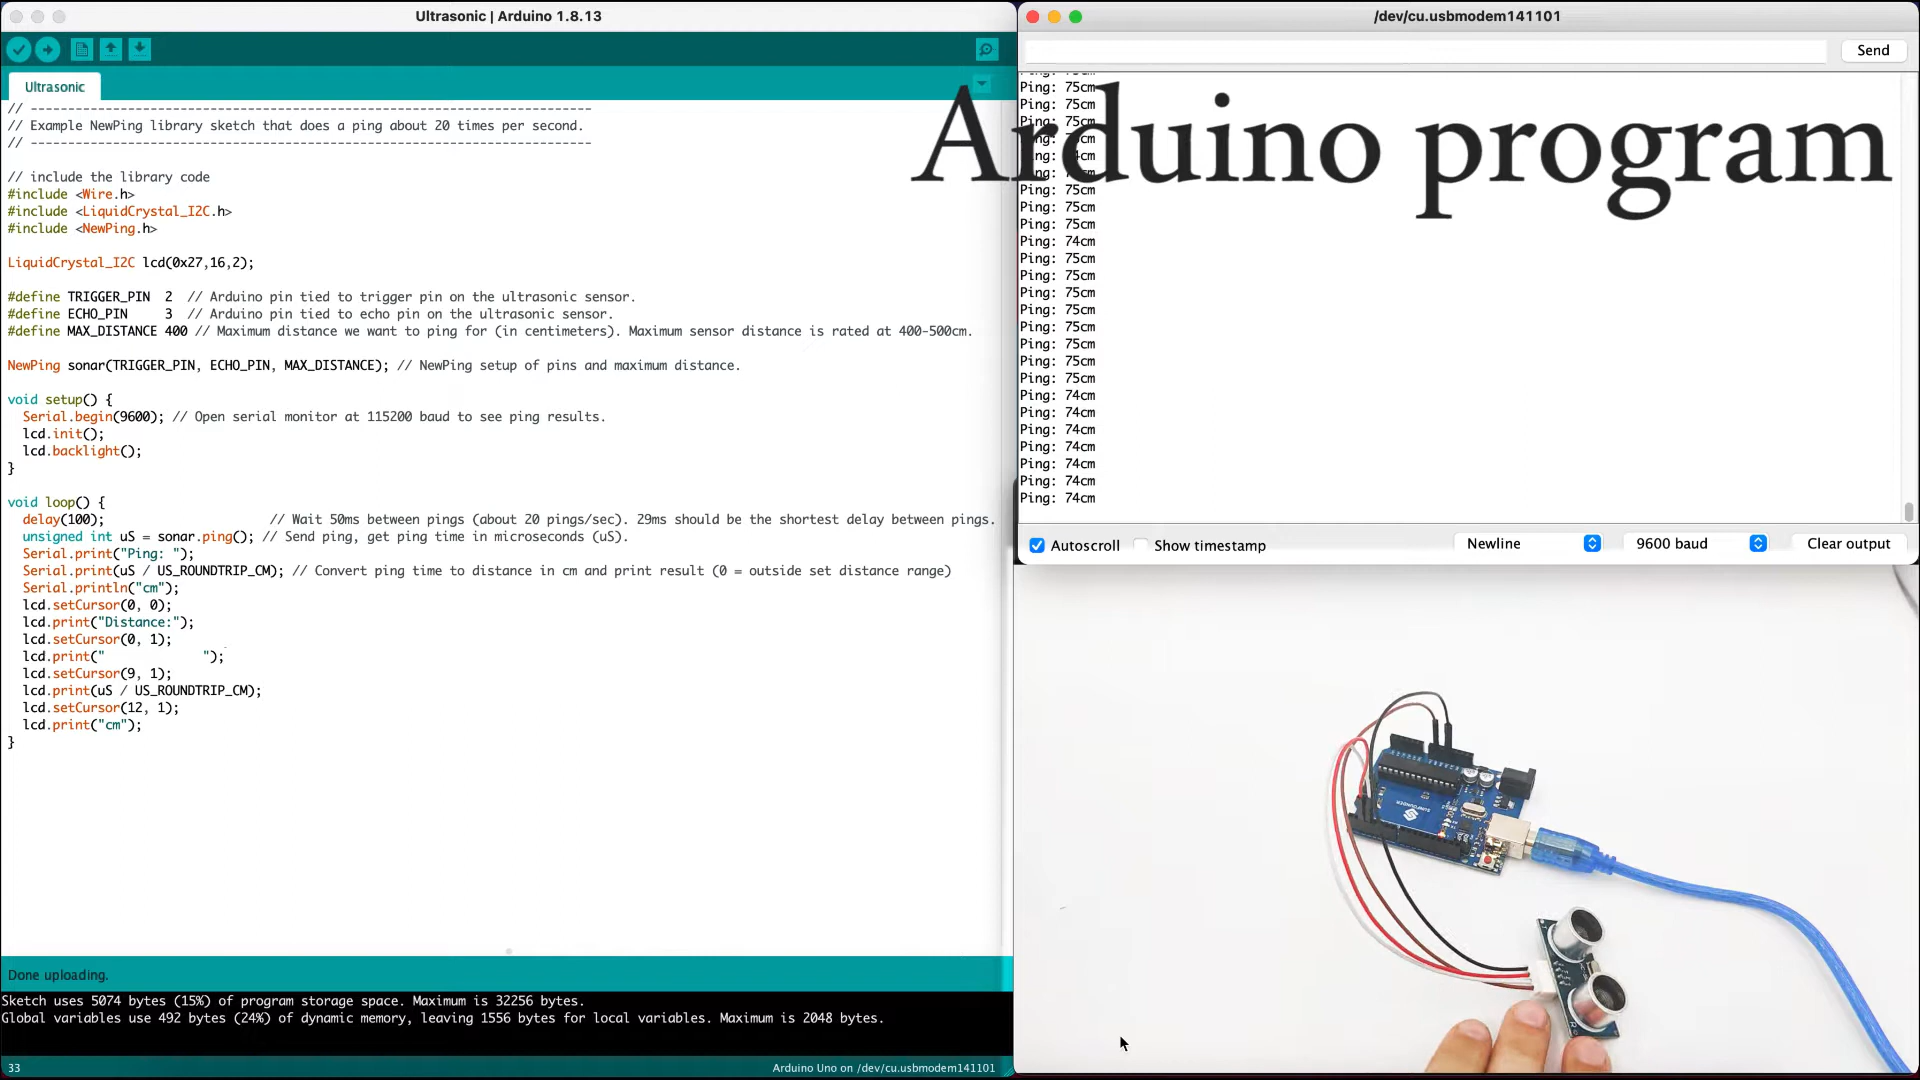 Ultrasonic | Arduino 1.8.13
Ultrasonic
// ---------------------------------------------------------------------------
// Example NewPing library sketch that does a ping about 20 times per second.
// ---------------------------------------------------------------------------
// include the library code
#include <Wire.h>
#include <LiquidCrystal_I2C.h>
#include <NewPing.h>
LiquidCrystal_I2C lcd(0x27,16,2);
#define TRIGGER_PIN  2  // Arduino pin tied to trigger pin on the ultrasonic sensor.
#define ECHO_PIN     3  // Arduino pin tied to echo pin on the ultrasonic sensor.
#define MAX_DISTANCE 400 // Maximum distance we want to ping for (in centimeters). Maximum sensor distance is rated at 400-500cm.
NewPing sonar(TRIGGER_PIN, ECHO_PIN, MAX_DISTANCE); // NewPing setup of pins and maximum distance.
void setup() {
  Serial.begin(9600); // Open serial monitor at 115200 baud to see ping results.
  lcd.init();
  lcd.backlight();
}
void loop() {
  delay(100);                      // Wait 50ms between pings (about 20 pings/sec). 29ms should be the shortest delay between pings.
  unsigned int uS = sonar.ping(); // Send ping, get ping time in microseconds (uS).
  Serial.print("Ping: ");
  Serial.print(uS / US_ROUNDTRIP_CM); // Convert ping time to distance in cm and print result (0 = outside set distance range)
  Serial.println("cm");
  lcd.setCursor(0, 0);
  lcd.print("Distance:");
  lcd.setCursor(0, 1);
  lcd.print("             ");
  lcd.setCursor(9, 1);
  lcd.print(uS / US_ROUNDTRIP_CM);
  lcd.setCursor(12, 1);
  lcd.print("cm");
}
Done uploading.
Sketch uses 5074 bytes (15%) of program storage space. Maximum is 32256 bytes.
Global variables use 492 bytes (24%) of dynamic memory, leaving 1556 bytes for local variables. Maximum is 2048 bytes.
33
Arduino Uno on /dev/cu.usbmodem141101
/dev/cu.usbmodem141101
Send
Arduino program
Ping: 75cm
Ping: 75cm
Ping: 75cm
Ping: 75cm
Ping: 75cm
Ping: 75cm
Ping: 74cm
Ping: 75cm
Ping: 75cm
Ping: 75cm
Ping: 75cm
Ping: 75cm
Ping: 75cm
Ping: 75cm
Ping: 75cm
Ping: 74cm
Ping: 74cm
Ping: 74cm
Ping: 74cm
Ping: 74cm
Ping: 74cm
Ping: 74cm
Autoscroll
Show timestamp
Newline
9600 baud
Clear output